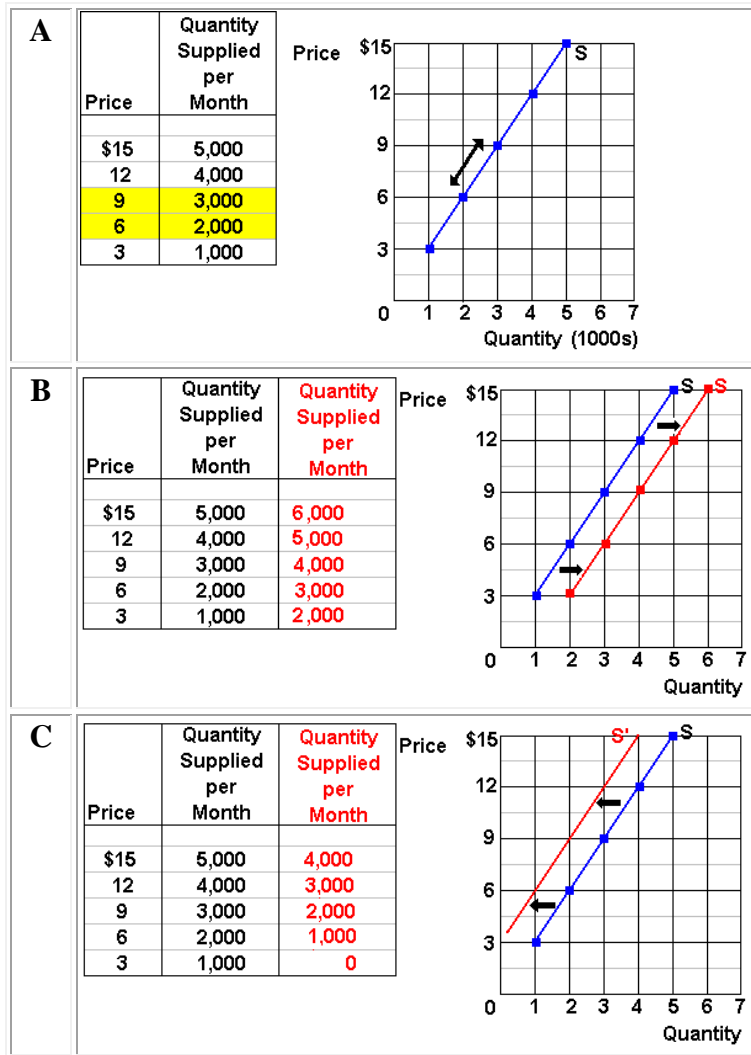 A
Quantity
Supplied
per
Price Month
$15 5,000
12 4,000
9 3,000
6 2,000
3 1,000
Price
$15
12
9
6
3
0 1 2 3 4 5 6 7
S
Quantity (1000s)
B
Quantity Quantity
Supplied Supplied
per per
Price Month Month
$15 5,000 6,000
12 4,000 5,000
9 3,000 4,000
6 2,000 3,000
3 1,000 2,000
Price
$15
12
9
6
3
0 1 2 3 4 5 6 7
S S
Quantity
C
Quantity Quantity
Supplied Supplied
per per
Price Month Month
$15 5,000 4,000
12 4,000 3,000
9 3,000 2,000
6 2,000 1,000
3 1,000 0
Price
$15
12
9
6
3
0 1 2 3 4 5 6 7
S' S
Quantity